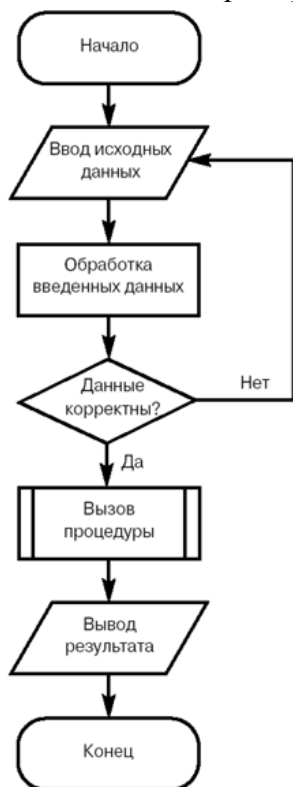 Начало
Ввод исходных
данных
Обработка
введенных данных
Данные
корректны?
Нет
Да
Вызов
процедуры
Вывод
результата
Конец